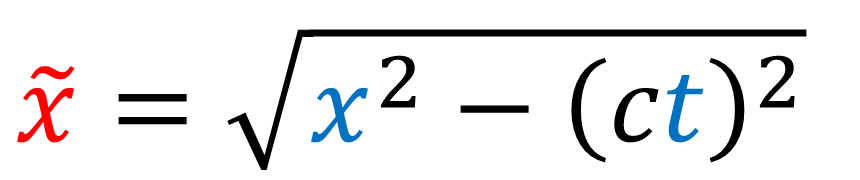 x̃ = √(x² − (ct)²)